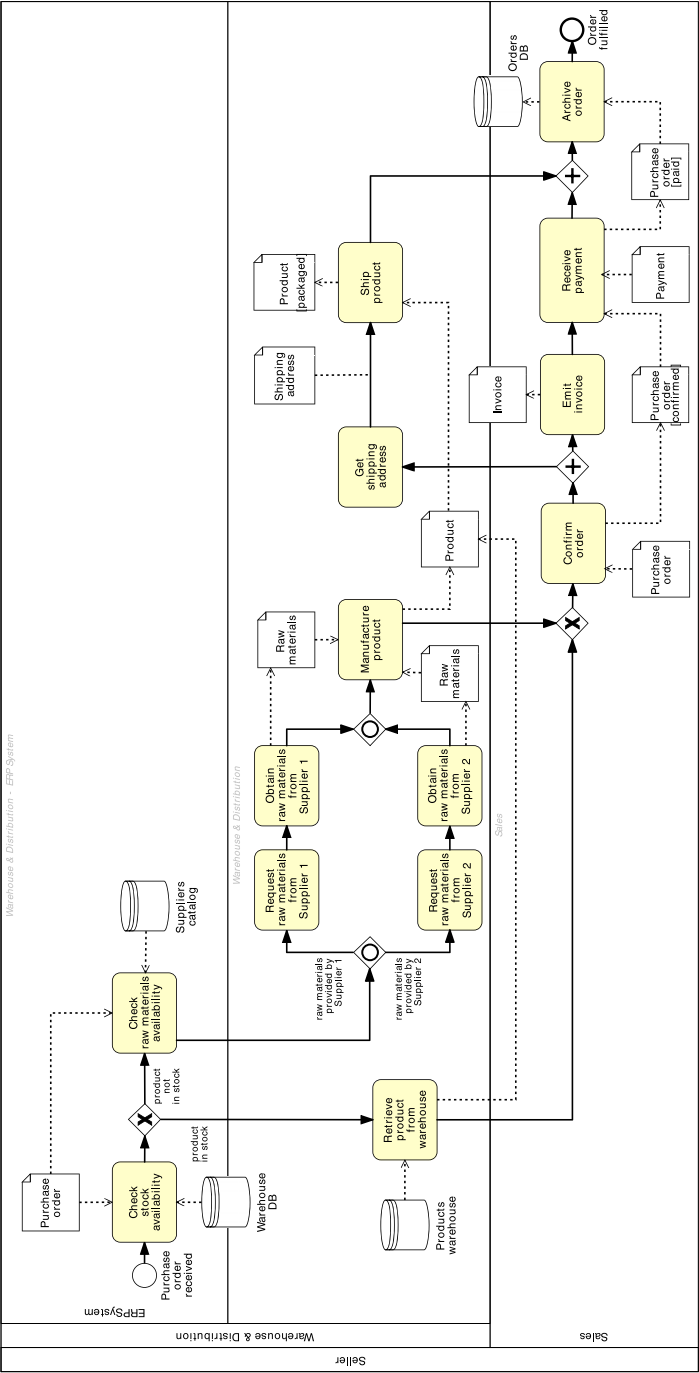 Seller
Warehouse & Distribution
Sales
ERPSystem
Warehouse & Distribution - ERP System
Warehouse & Distribution
Sales
Purchase
order
received
Check
stock
availability
Purchase
order
Warehouse
DB
product
in stock
product
not
in stock
Check
raw materials
availability
Suppliers
catalog
Products
warehouse
Retrieve
product
from
warehouse
raw materials
provided by
Supplier 1
raw materials
provided by
Supplier 2
Request
raw materials
from
Supplier 1
Request
raw materials
from
Supplier 2
Obtain
raw materials
from
Supplier 1
Obtain
raw materials
from
Supplier 2
Raw
materials
Raw
materials
Manufacture
product
Product
Get
shipping
address
Shipping
address
Ship
product
Product
[packaged]
Purchase
order
Confirm
order
Purchase
order
[confirmed]
Emit
invoice
Invoice
Payment
Receive
payment
Purchase
order
[paid]
Archive
order
Orders
DB
Order
fulfilled